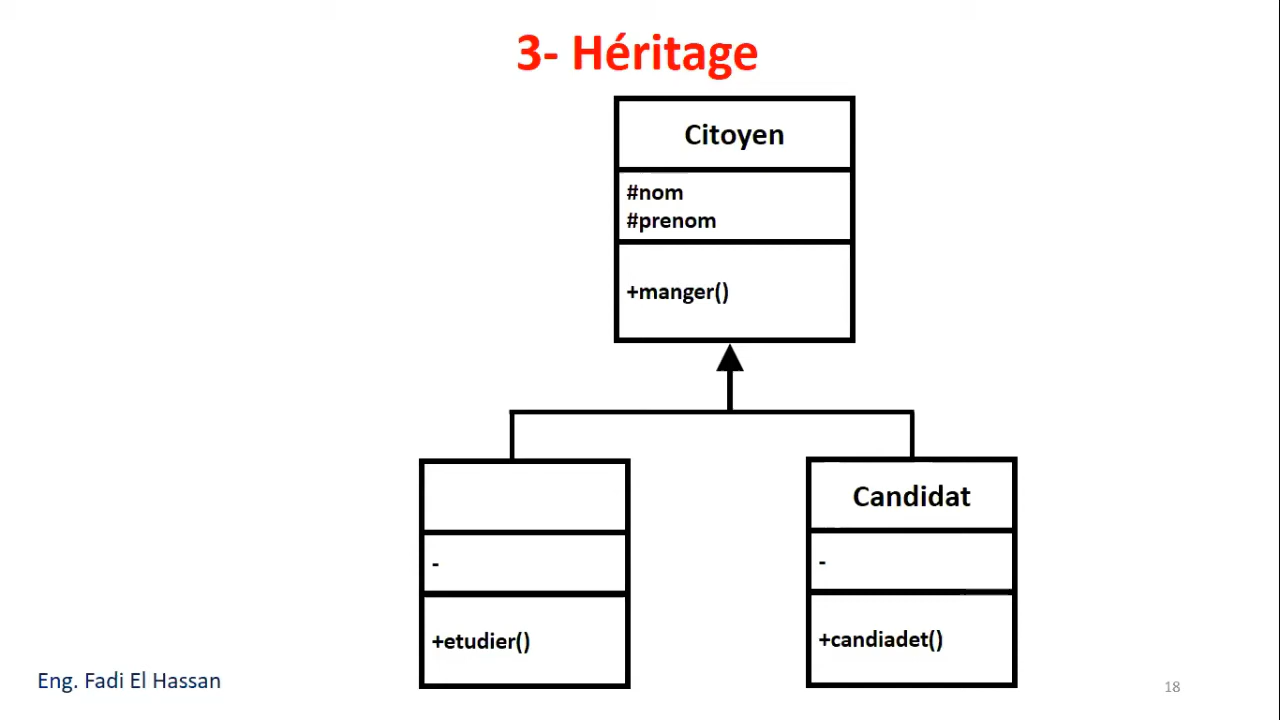 3- Héritage
Citoyen
#nom
#prenom
+manger()
Candidat
-
-
+etudier()
+candiadet()
Eng. Fadi El Hassan
18